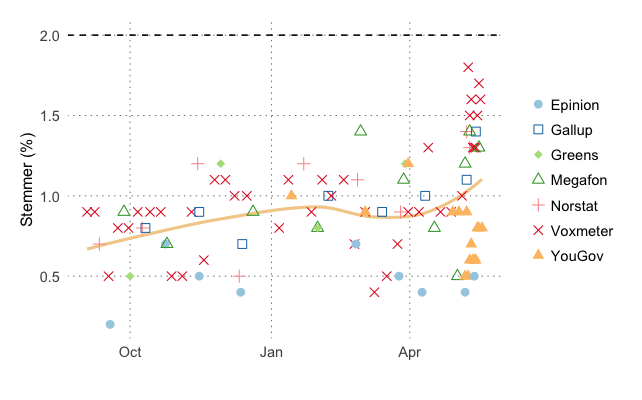 2.0
1.5
1.0
0.5
Stemmer (%)
Oct
Jan
Apr
Epinion
Gallup
Greens
Megafon
Norstat
Voxmeter
YouGov